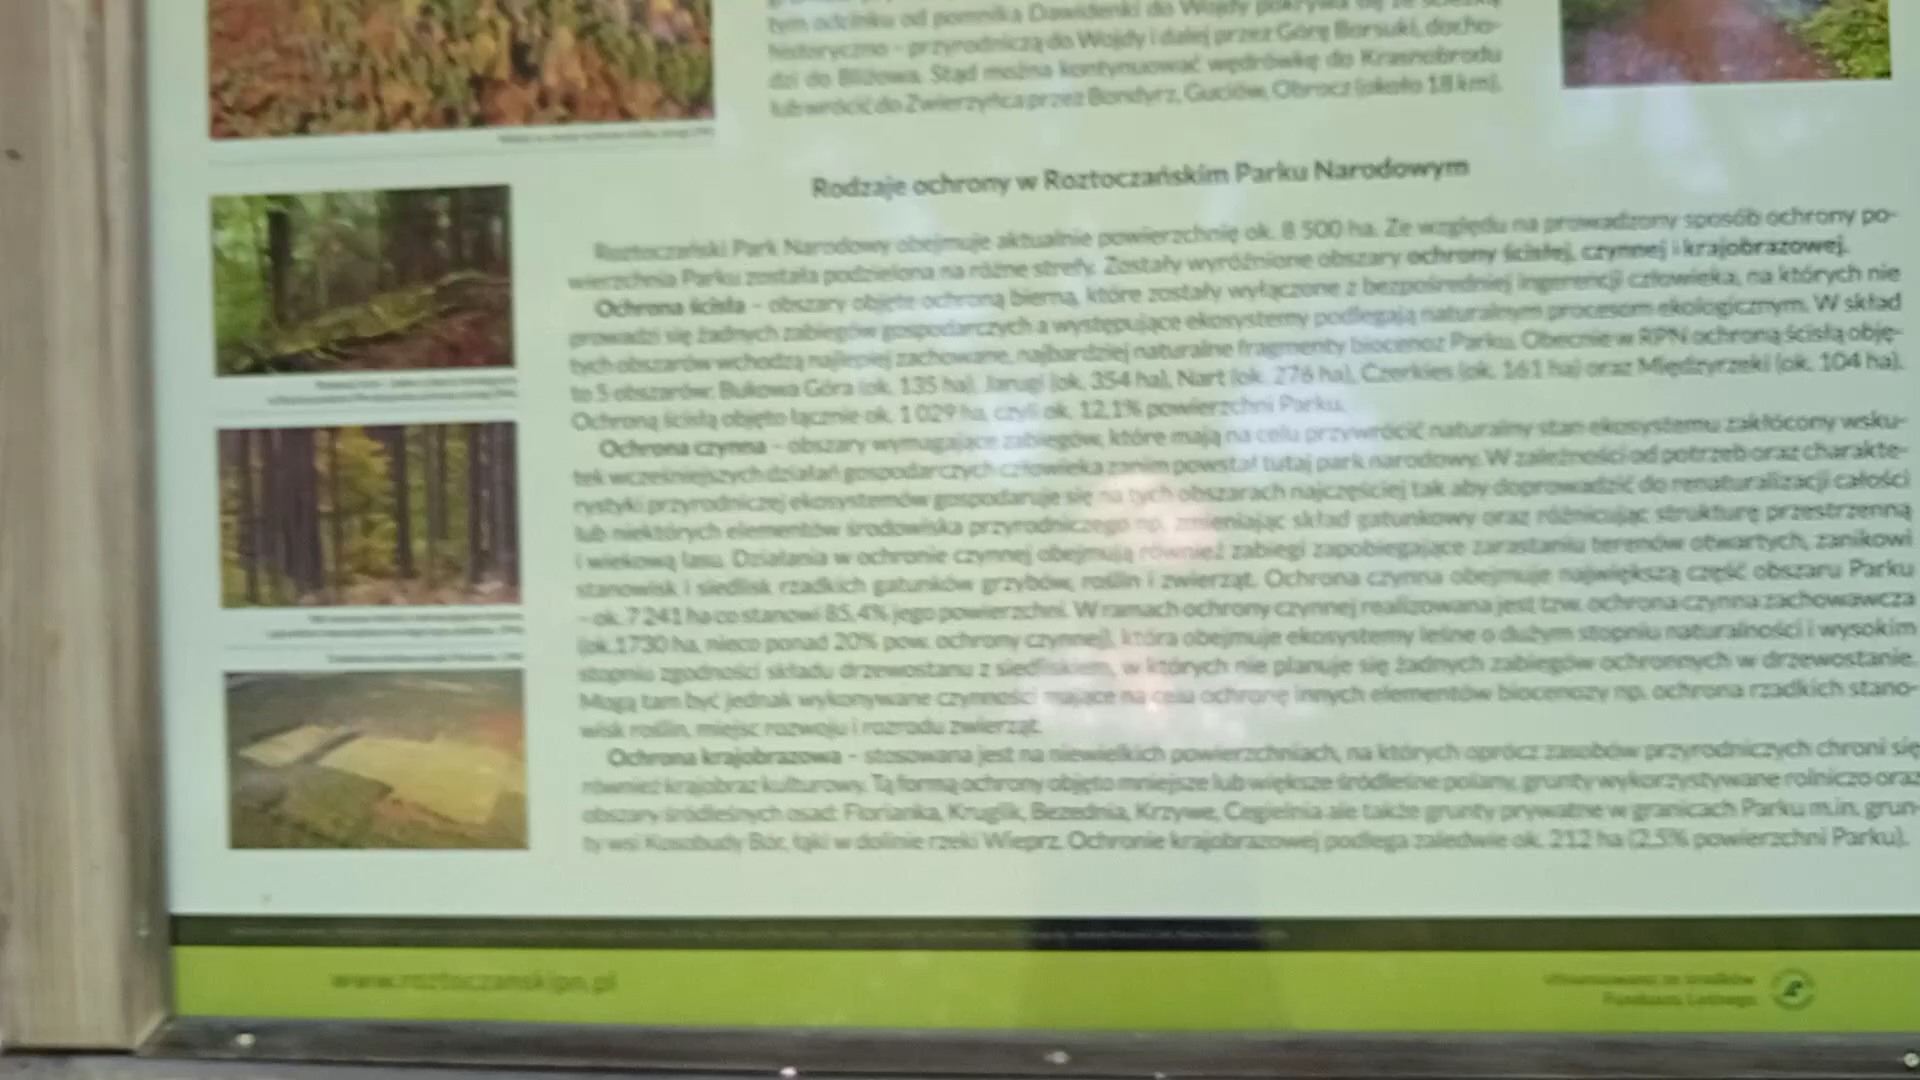 tym odcinku od pomnika Dawidenki do Wojdy pokrywa się ze ścieżką
historyczno – przyrodniczą do Wojdy i dalej przez Górę Borsuki, docho-
dzi do Bliżowa. Stąd można kontynuować wędrówkę do Krasnobrodu
lub wrócić do Zwierzyńca przez Bondyrz, Guciów, Obrocz (około 18 km).
Rodzaje ochrony w Roztoczańskim Parku Narodowym
Roztoczański Park Narodowy obejmuje aktualnie powierzchnię ok. 8 500 ha. Ze względu na prowadzony sposób ochrony po-
wierzchnia Parku została podzielona na różne strefy. Zostały wyróżnione obszary ochrony ścisłej, czynnej i krajobrazowej.
Ochrona ścisła – obszary objęte ochroną bierną, które zostały wyłączone z bezpośredniej ingerencji człowieka, na których nie
prowadzi się żadnych zabiegów gospodarczych a występujące ekosystemy podlegają naturalnym procesom ekologicznym. W skład
tych obszarów wchodzą najlepiej zachowane, najbardziej naturalne fragmenty biocenoz Parku. Obecnie w RPN ochroną ścisłą obję-
to 5 obszarów: Bukowa Góra (ok. 135 ha), Jarugi (ok. 354 ha), Nart (ok. 276 ha), Czerkies (ok. 161 ha) oraz Międzyrzeki (ok. 104 ha).
Ochroną ścisłą objęto łącznie ok. 1 029 ha, czyli ok. 12,1% powierzchni Parku.
Ochrona czynna – obszary wymagające zabiegów, które mają na celu przywrócić naturalny stan ekosystemu zakłócony wsku-
tek wcześniejszych działań gospodarczych człowieka zanim powstał tutaj park narodowy. W zależności od potrzeb oraz charakte-
rystyki przyrodniczej ekosystemów gospodaruje się na tych obszarach najczęściej tak aby doprowadzić do renaturalizacji całości
lub niektórych elementów środowiska przyrodniczego np. zmieniając skład gatunkowy oraz różnicując strukturę przestrzenną
i wiekową lasu. Działania w ochronie czynnej obejmują również zabiegi zapobiegające zarastaniu terenów otwartych, zanikowi
stanowisk i siedlisk rzadkich gatunków grzybów, roślin i zwierząt. Ochrona czynna obejmuje największą część obszaru Parku
– ok. 7 241 ha co stanowi 85,4% jego powierzchni. W ramach ochrony czynnej realizowana jest tzw. ochrona czynna zachowawcza
(ok. 1730 ha, nieco ponad 20% pow. ochrony czynnej), która obejmuje ekosystemy leśne o dużym stopniu naturalności i wysokim
stopniu zgodności składu drzewostanu z siedliskiem, w których nie planuje się żadnych zabiegów ochronnych w drzewostanie.
Mogą tam być jednak wykonywane czynności mające na celu ochronę innych elementów biocenozy np. ochrona rzadkich stano-
wisk roślin, miejsc rozwoju i rozrodu zwierząt.
Ochrona krajobrazowa – stosowana jest na niewielkich powierzchniach, na których oprócz zasobów przyrodniczych chroni się
również krajobraz kulturowy. Tą formą ochrony objęto mniejsze lub większe śródleśne polany, grunty wykorzystywane rolniczo oraz
obszary śródleśnych osad: Florianka, Kruglik, Bezednia, Krzywe, Cegielnia ale także grunty prywatne w granicach Parku m.in. grun-
ty wsi Kosobudy Bór, łąki w dolinie rzeki Wieprz. Ochronie krajobrazowej podlega zaledwie ok. 212 ha (2,5% powierzchni Parku).
www.roztoczanskipn.pl
Sfinansowano ze środków
Funduszu Leśnego